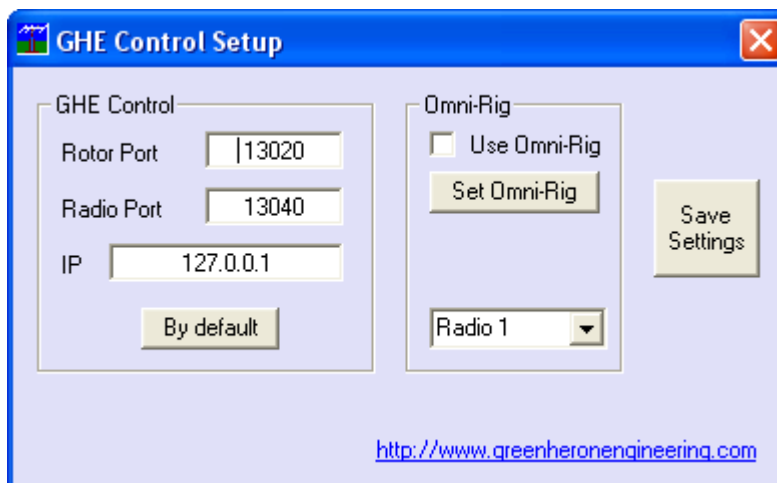 GHE Control Setup
GHE Control
Rotor Port 13020
Radio Port 13040
IP 127.0.0.1
By default
Omni-Rig
Use Omni-Rig
Set Omni-Rig
Radio 1
Save
Settings
http://www.greenheronengineering.com